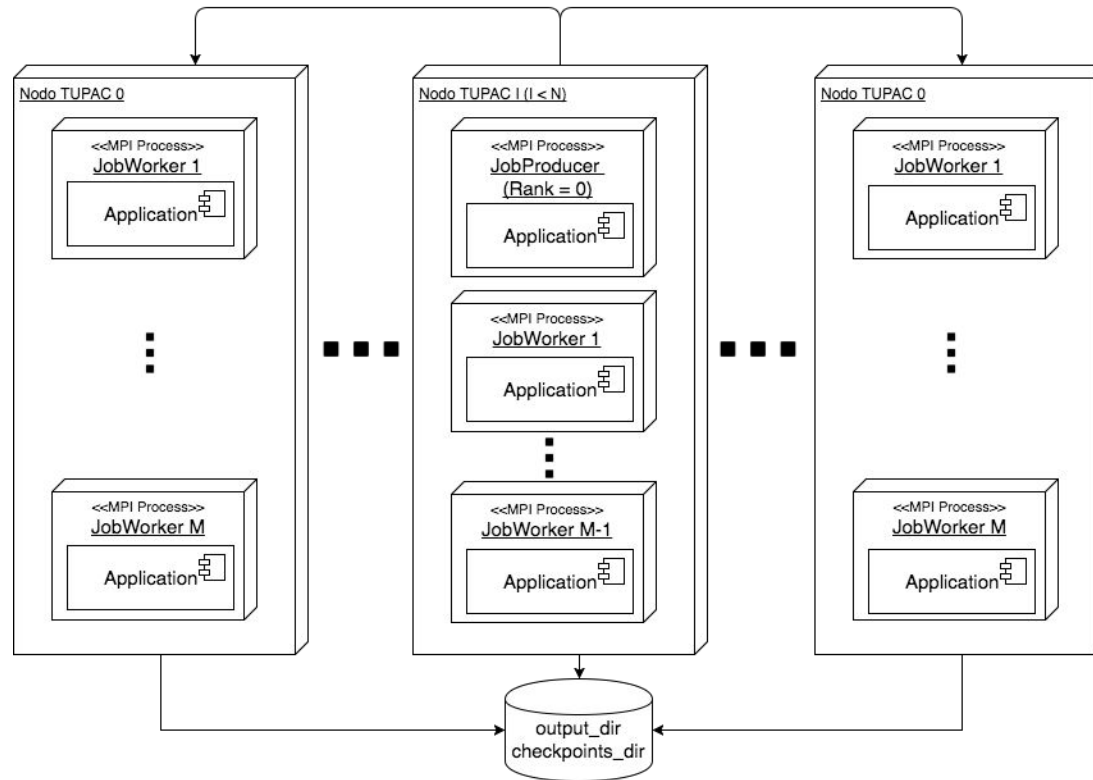 Nodo TUPAC 0
<<MPI Process>>
JobWorker 1
Application
<<MPI Process>>
JobWorker M
Application
Nodo TUPAC I (I < N)
<<MPI Process>>
JobProducer
(Rank = 0)
Application
<<MPI Process>>
JobWorker 1
Application
<<MPI Process>>
JobWorker M-1
Application
Nodo TUPAC 0
<<MPI Process>>
JobWorker 1
Application
<<MPI Process>>
JobWorker M
Application
output_dir
checkpoints_dir